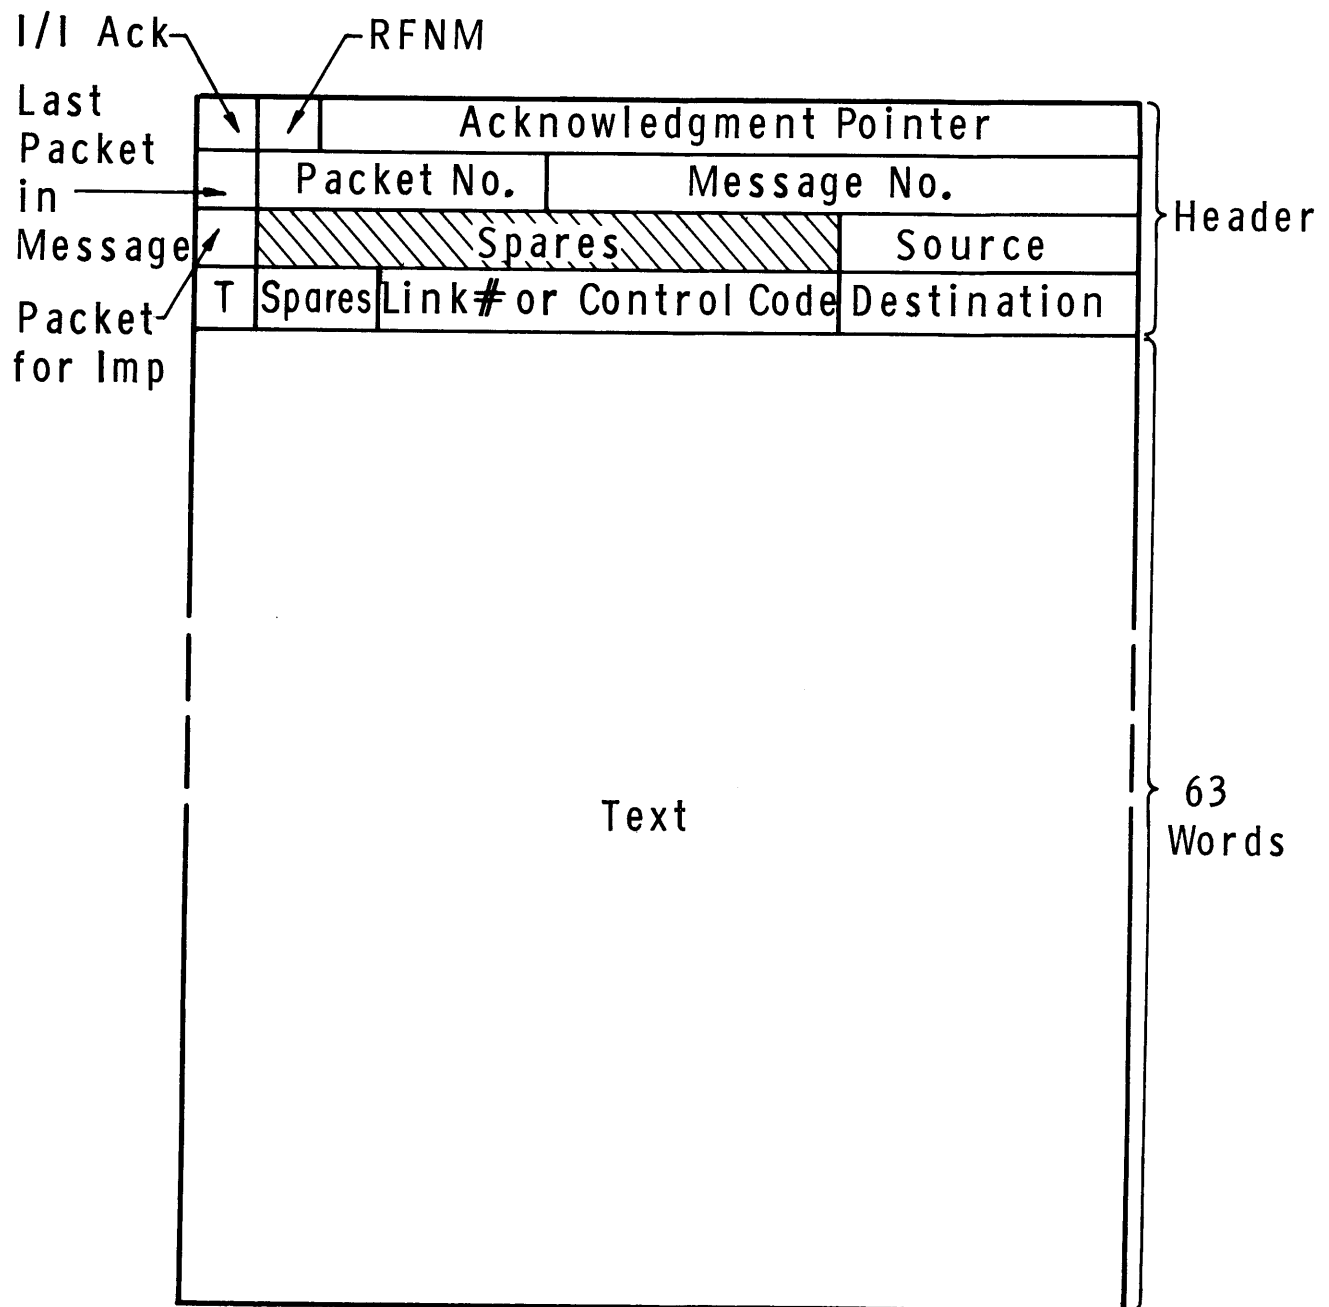 I/I Ack
RFNM
Last
Packet
in
Message
Packet
for Imp
Acknowledgment Pointer
Packet No.
Message No.
Spares
Source
T
Spares
Link# or Control Code
Destination
Header
Text
63
Words